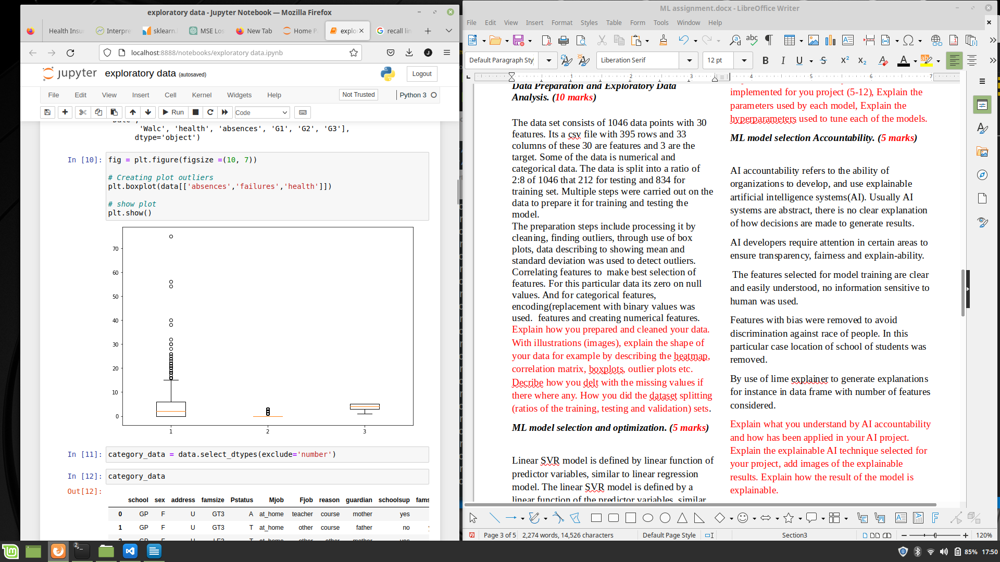 exploratory data - Jupyter Notebook — Mozilla Firefox
Health Insu
Interpre
sklearn.
MSE Los
New Tab
Home P
explo
recall lin
localhost:8888/notebooks/exploratory data.ipynb
jupyter exploratory data (autosaved)
Logout
File Edit View Insert Cell Kernel Widgets Help
Not Trusted
Python 3
Run
Code
'Walc', 'health', 'absences', 'G1', 'G2', 'G3'],
dtype='object')
In [10]:
fig = plt.figure(figsize =(10, 7))
# Creating plot outliers
plt.boxplot(data[['absences','failures','health']])
# show plot
plt.show()
70
60
50
40
30
20
10
0
1 2 3
In [11]: category_data = data.select_dtypes(exclude='number')
In [12]: category_data
Out[12]:
school sex address famsize Pstatus Mjob Fjob reason guardian schoolsup fams
0 GP F U GT3 A at_home teacher course mother yes
1 GP F U GT3 T at_home other course father no
ML assignment.docx - LibreOffice Writer
File Edit View Insert Format Styles Table Form Tools Window Help
Default Paragraph Sty
Liberation Serif
12 pt
1 2 3 4 5 6 7
Data Preparation and Exploratory Data
Analysis. (10 marks)
The data set consists of 1046 data points with 30
features. Its a csv file with 395 rows and 33
columns of these 30 are features and 3 are the
target. Some of the data is numerical and
categorical data. The data is split into a ratio of
2:8 of 1046 that 212 for testing and 834 for
training set. Multiple steps were carried out on the
data to prepare it for training and testing the
model.
The preparation steps include processing it by
cleaning, finding outliers, through use of box
plots, data describing to showing mean and
standard deviation was used to detect outliers.
Correlating features to  make best selection of
features. For this particular data its zero on null
values. And for categorical features,
encoding(replacement with binary values was
used.  features and creating numerical features.
Explain how you prepared and cleaned your data.
With illustrations (images), explain the shape of
your data for example by describing the heatmap,
correlation matrix, boxplots, outlier plots etc.
Decribe how you delt with the missing values if
there where any. How you did the dataset splitting
(ratios of the training, testing and validation) sets.
ML model selection and optimization. (5 marks)
Linear SVR model is defined by linear function of
predictor variables, similar to linear regression
model. The linear SVR model is defined by a
linear function of the predictor variables, similar
implemented for you project (5-12), Explain the
parameters used by each model, Explain the
hyperparameters used to tune each of the models.
ML model selection Accountability. (5 marks)
AI accountability refers to the ability of
organizations to develop, and use explainable
artificial intelligence systems(AI). Usually AI
systems are abstract, there is no clear explanation
of how decisions are made to generate results.
AI developers require attention in certain areas to
ensure transparency, fairness and explain-ability.
The features selected for model training are clear
and easily understood, no information sensitive to
human was used.
Features with bias were removed to avoid
discrimination against race of people. In this
particular case location of school of students was
removed.
By use of lime explainer to generate explanations
for instance in data frame with number of features
considered.
Explain what you understand by AI accountability
and how has been applied in your AI project.
Explain the explainable AI technique selected for
your project, add images of the explainable
results. Explain how the result of the model is
explainable.
Page 3 of 5
2,274 words, 14,526 characters
Default Page Style
Section3
120%
2
85% 17:50